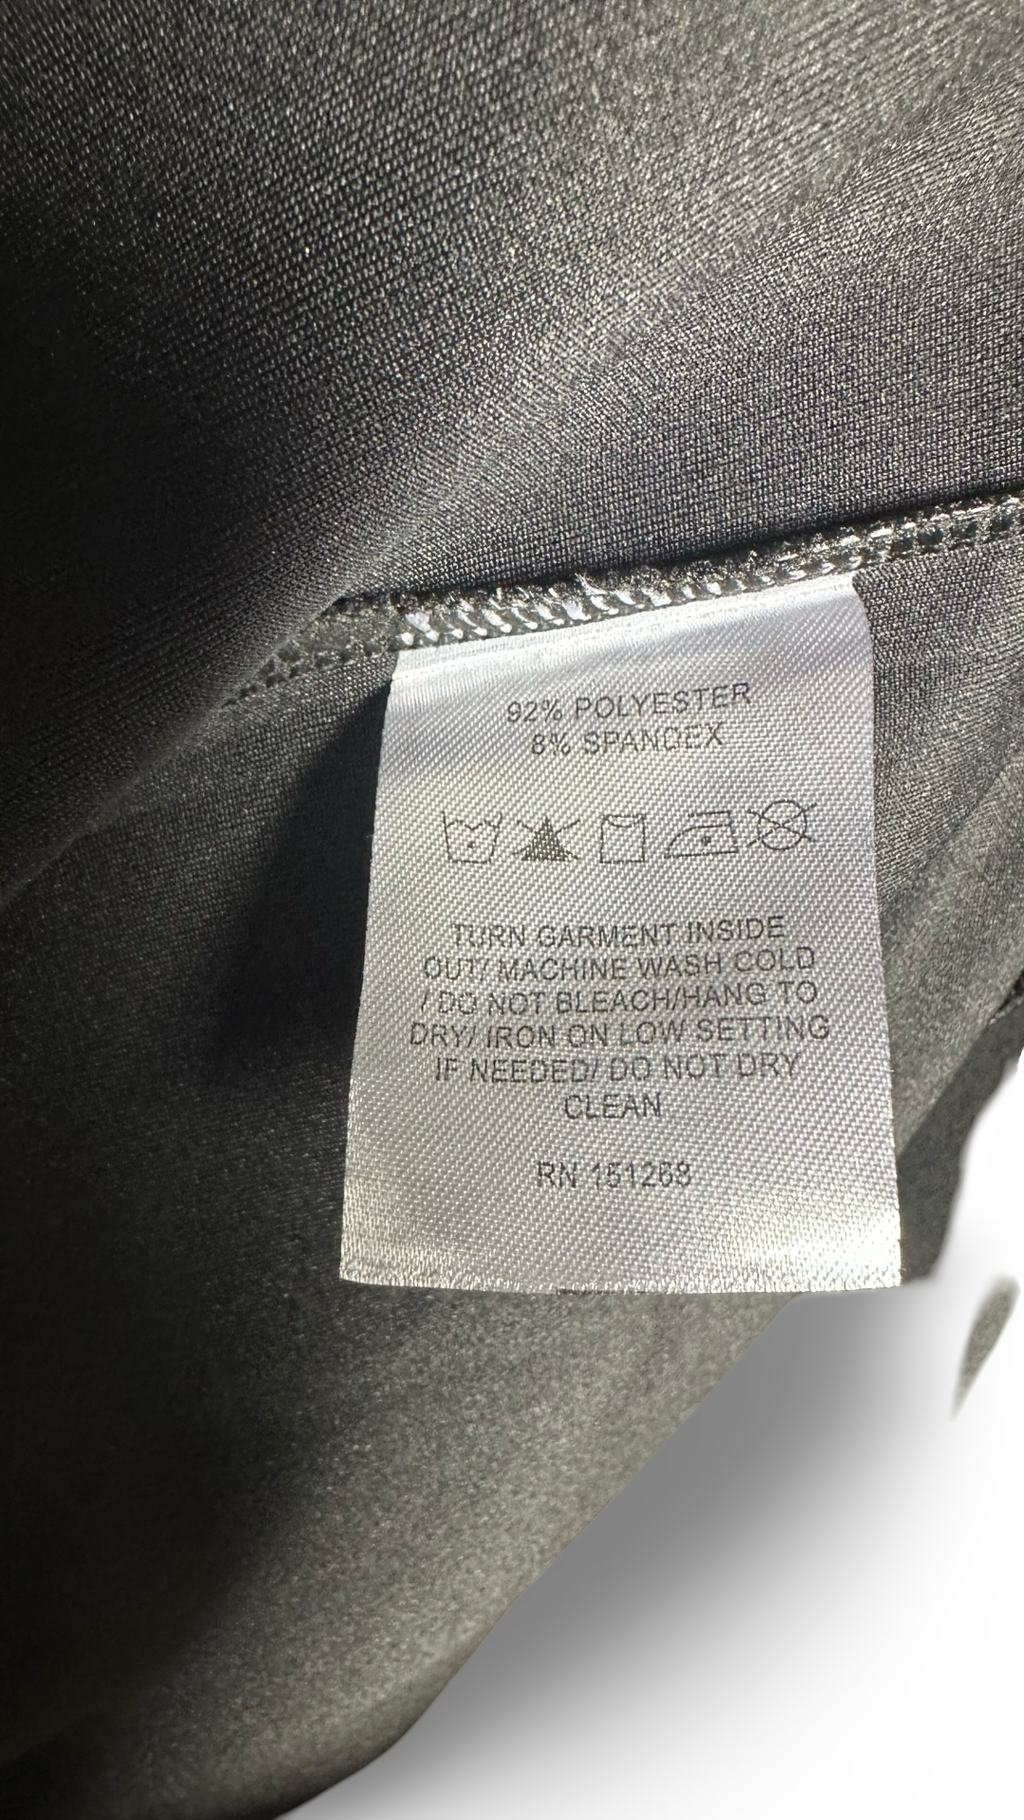 92% POLYESTER
8% SPANDEX
TURN GARMENT INSIDE
OUT/ MACHINE WASH COLD
/ DO NOT BLEACH/HANG TO
DRY/ IRON ON LOW SETTING
IF NEEDED/ DO NOT DRY
CLEAN
RN 151268